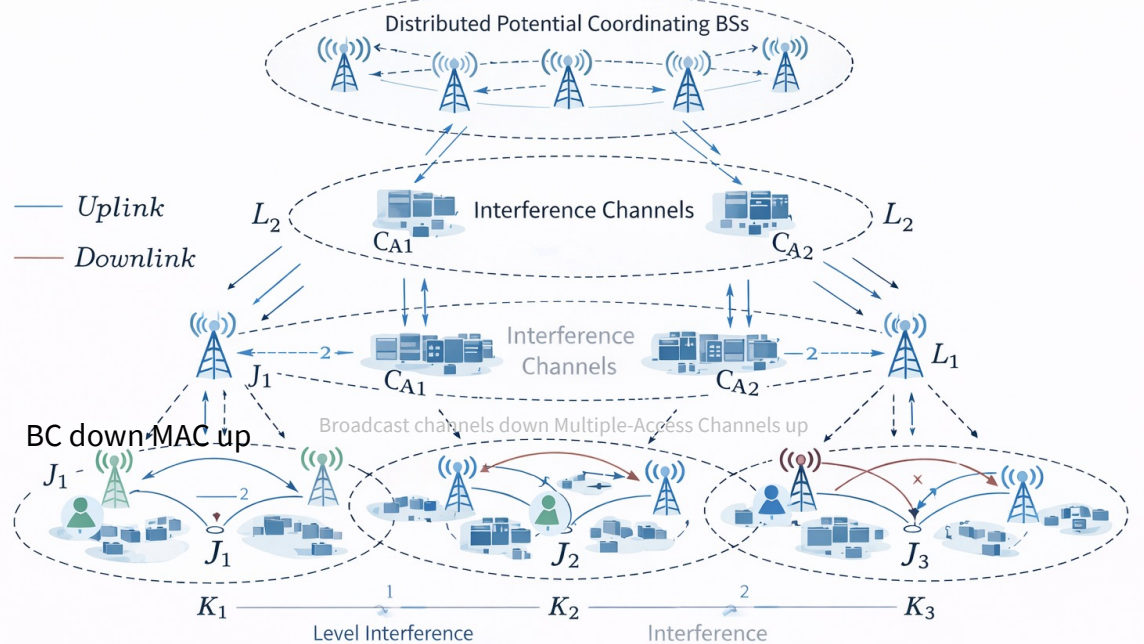 Distributed Potential Coordinating BSs
Uplink
Downlink
L2
Interference Channels
L2
CA1
CA2
2
Interference
Channels
2
L1
J1
CA1
CA2
BC down MAC up
Broadcast channels down Multiple-Access Channels up
J1
2
J1
J2
x
J3
K1
1
K2
2
K3
Level Interference
Interference